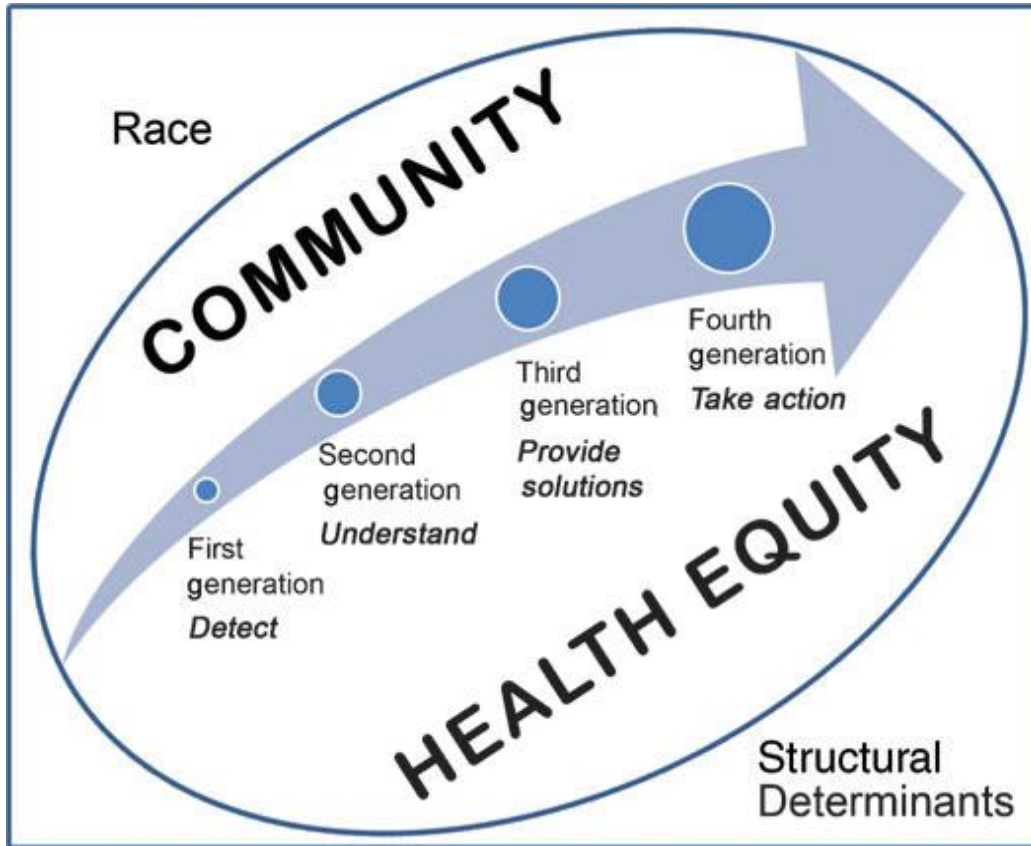 Race
COMMUNITY
First
generation
Detect
Second
generation
Understand
Third
generation
Provide
solutions
Fourth
generation
Take action
HEALTH EQUITY
Structural
Determinants